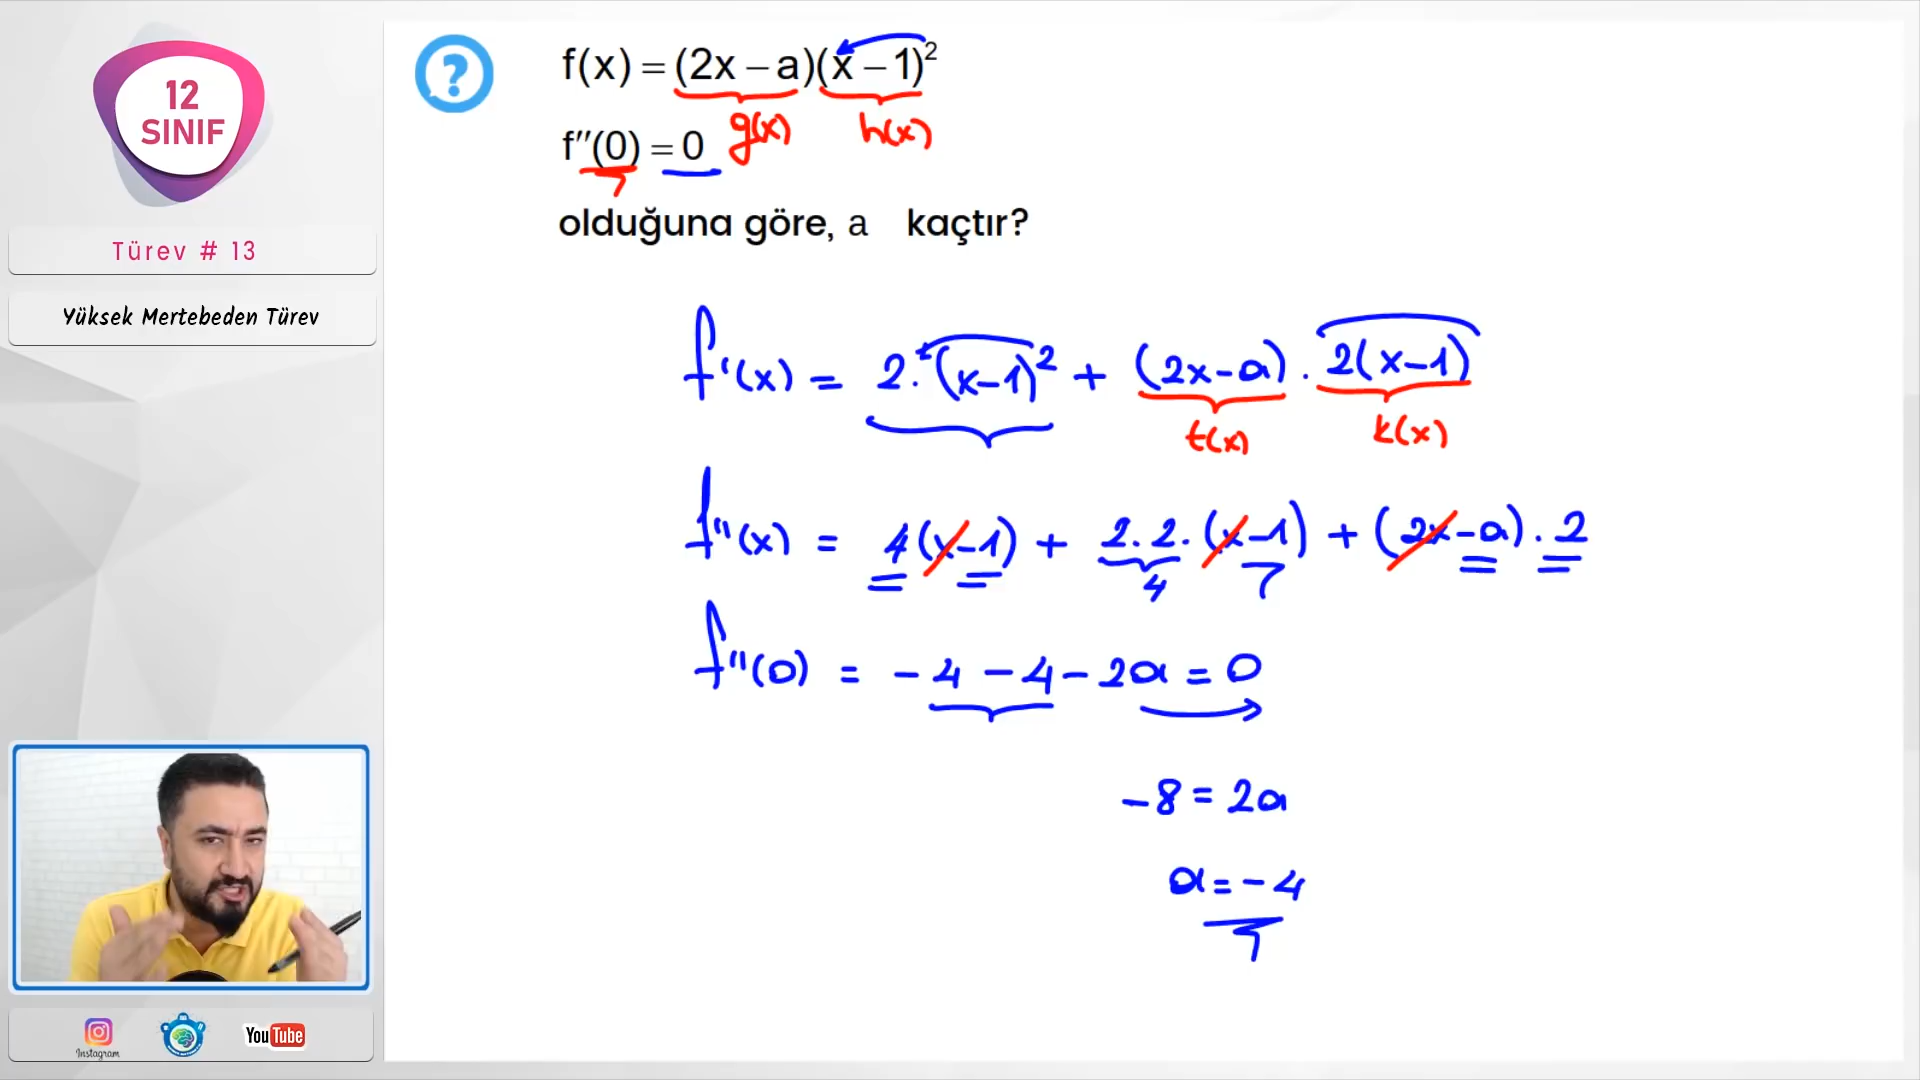 12
SINIF
Türev # 13
Yüksek Mertebeden Türev
f(x) = (2x – a)(x – 1)²
g(x) h(x)
f''(0) = 0
olduğuna göre, a kaçtır?
f'(x) = 2.(x-1)² + (2x-a) . 2(x-1)
t(x) k(x)
f''(x) = 4(x-1) + 2.2.(x-1) + (2x-a).2
4
f''(0) = -4 -4 -2a = 0
-8 = 2a
a = -4
Instagram
YouTube